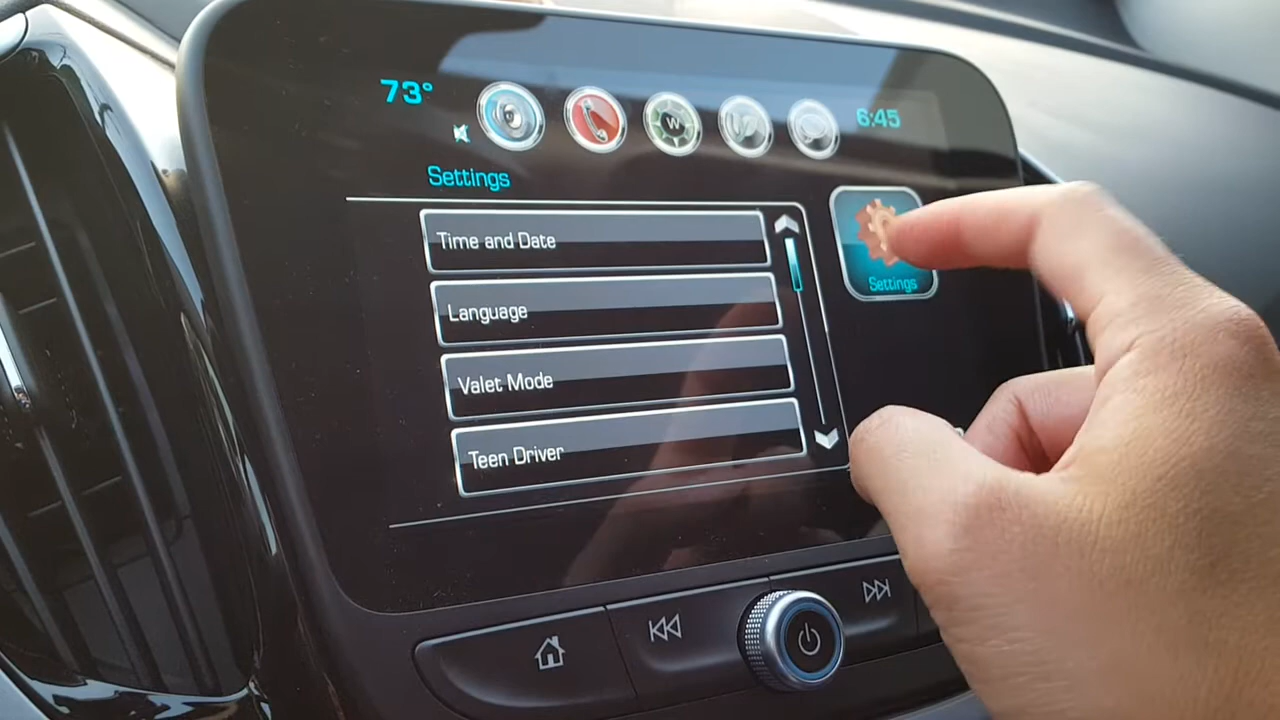 73°
W
6:45
Settings
Time and Date
Language
Valet Mode
Teen Driver
Settings